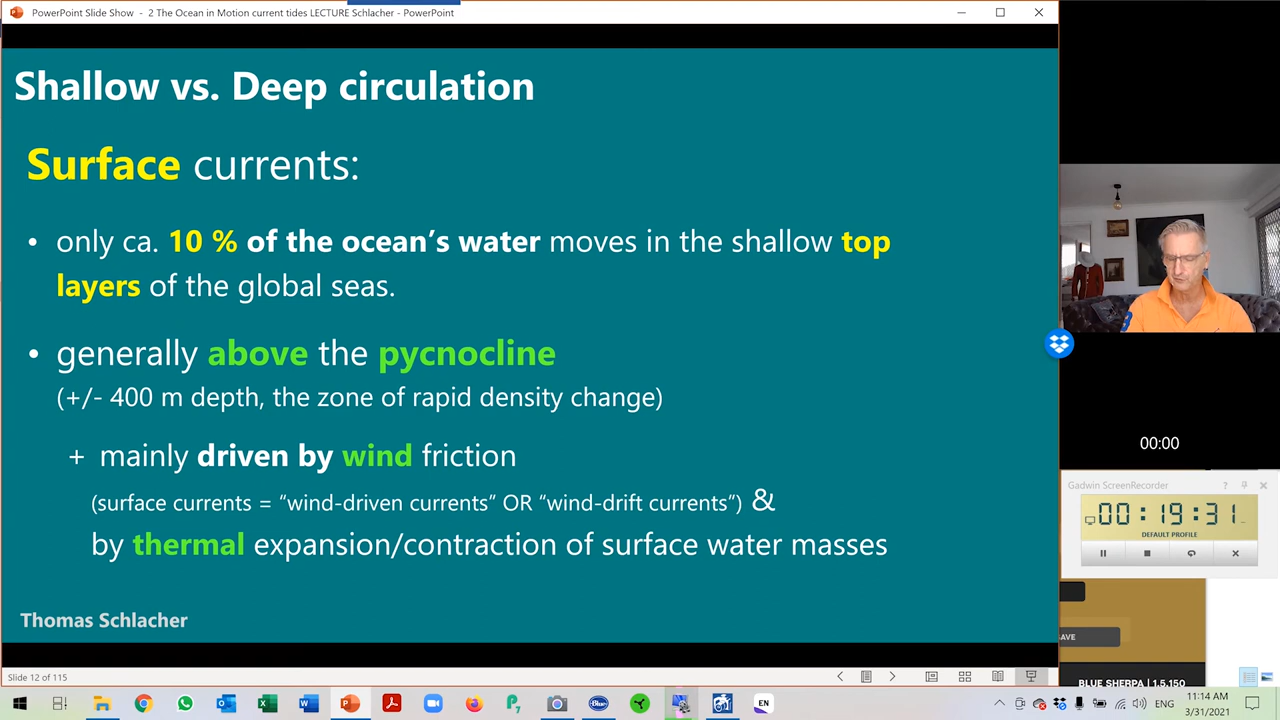 PowerPoint Slide Show - 2 The Ocean in Motion current tides LECTURE Schlacher - PowerPoint
Shallow vs. Deep circulation
Surface currents:
• only ca. 10 % of the ocean's water moves in the shallow top
layers of the global seas.
• generally above the pycnocline
(+/- 400 m depth, the zone of rapid density change)
+ mainly driven by wind friction
(surface currents = “wind-driven currents” OR “wind-drift currents”) &
by thermal expansion/contraction of surface water masses
Thomas Schlacher
Slide 12 of 115
00:00
Gadwin ScreenRecorder
00:19:31
DEFAULT PROFILE
AVE
BLUE SHERPA | 1.5.150
EN
ENG
11:14 AM
3/31/2021